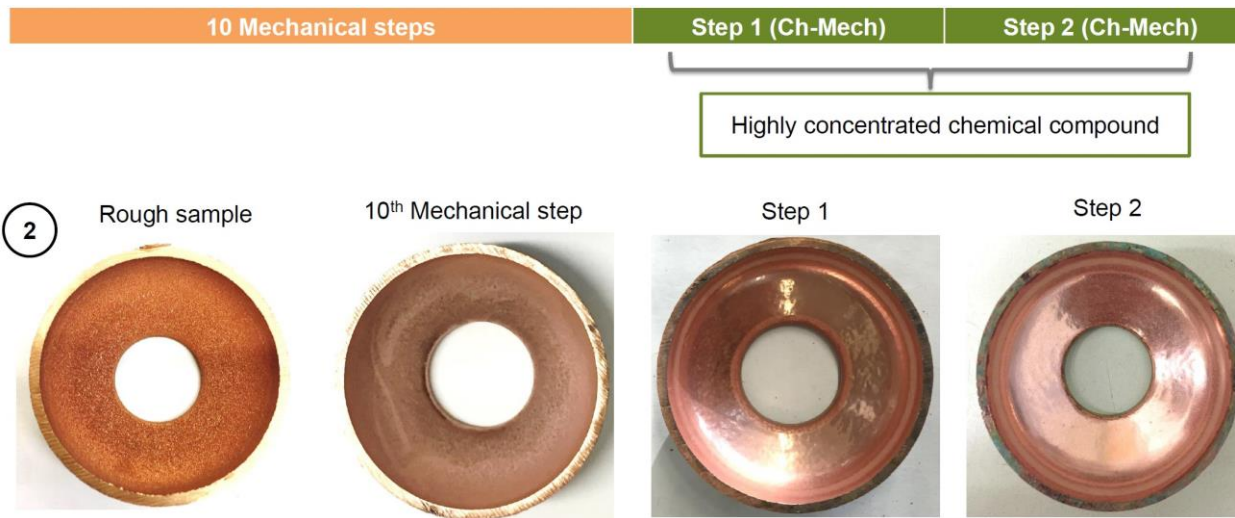 10 Mechanical steps
Step 1 (Ch-Mech)
Step 2 (Ch-Mech)
Highly concentrated chemical compound
2
Rough sample
10th Mechanical step
Step 1
Step 2